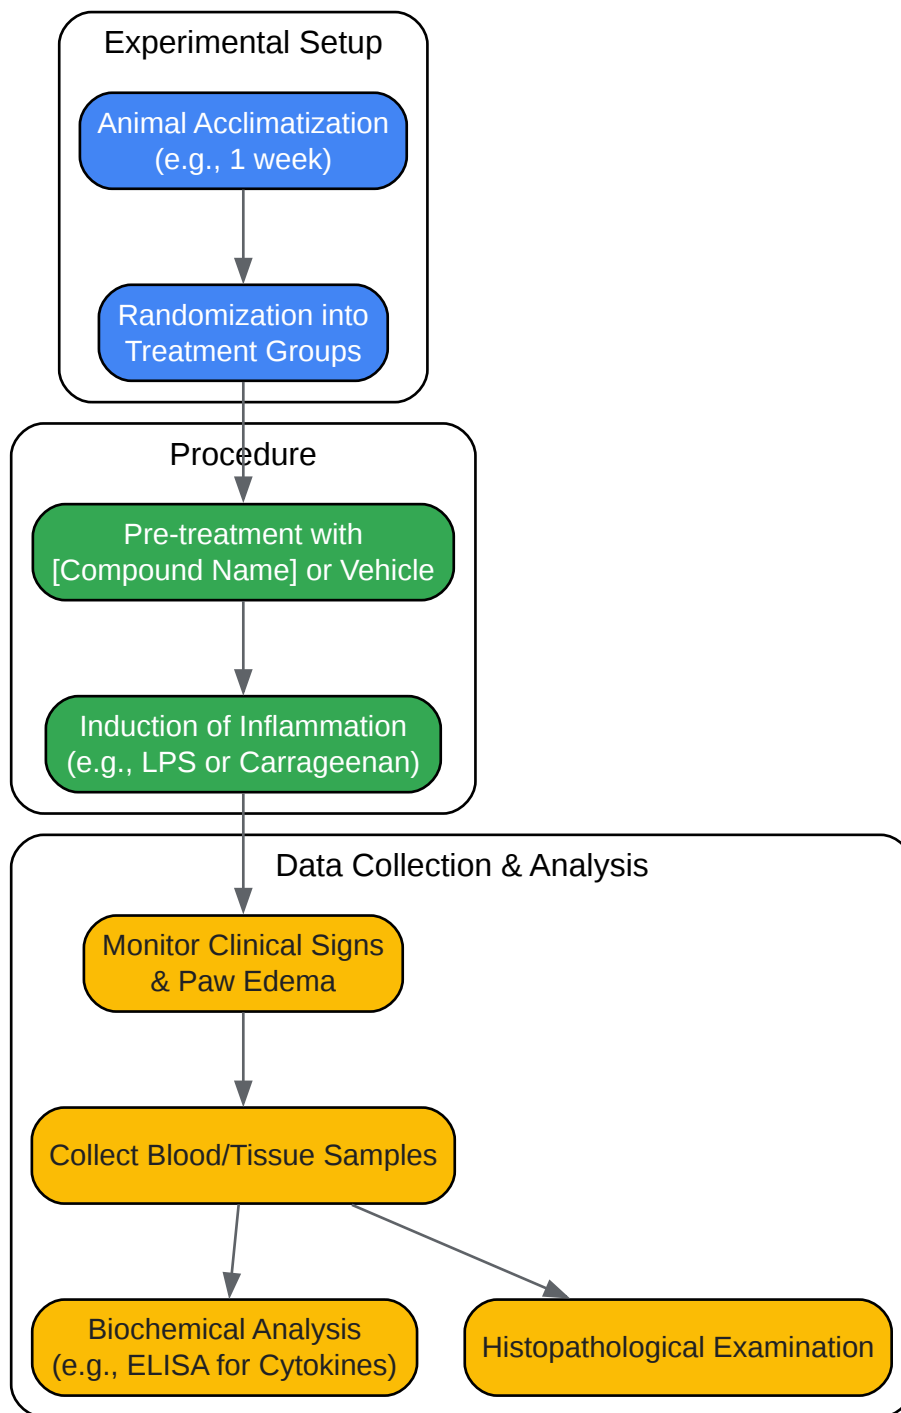 Experimental Setup
Animal Acclimatization
(e.g., 1 week)
Randomization into
Treatment Groups
Procedure
Pre-treatment with
[Compound Name] or Vehicle
Induction of Inflammation
(e.g., LPS or Carrageenan)
Data Collection & Analysis
Monitor Clinical Signs
& Paw Edema
Collect Blood/Tissue Samples
Biochemical Analysis
(e.g., ELISA for Cytokines)
Histopathological Examination